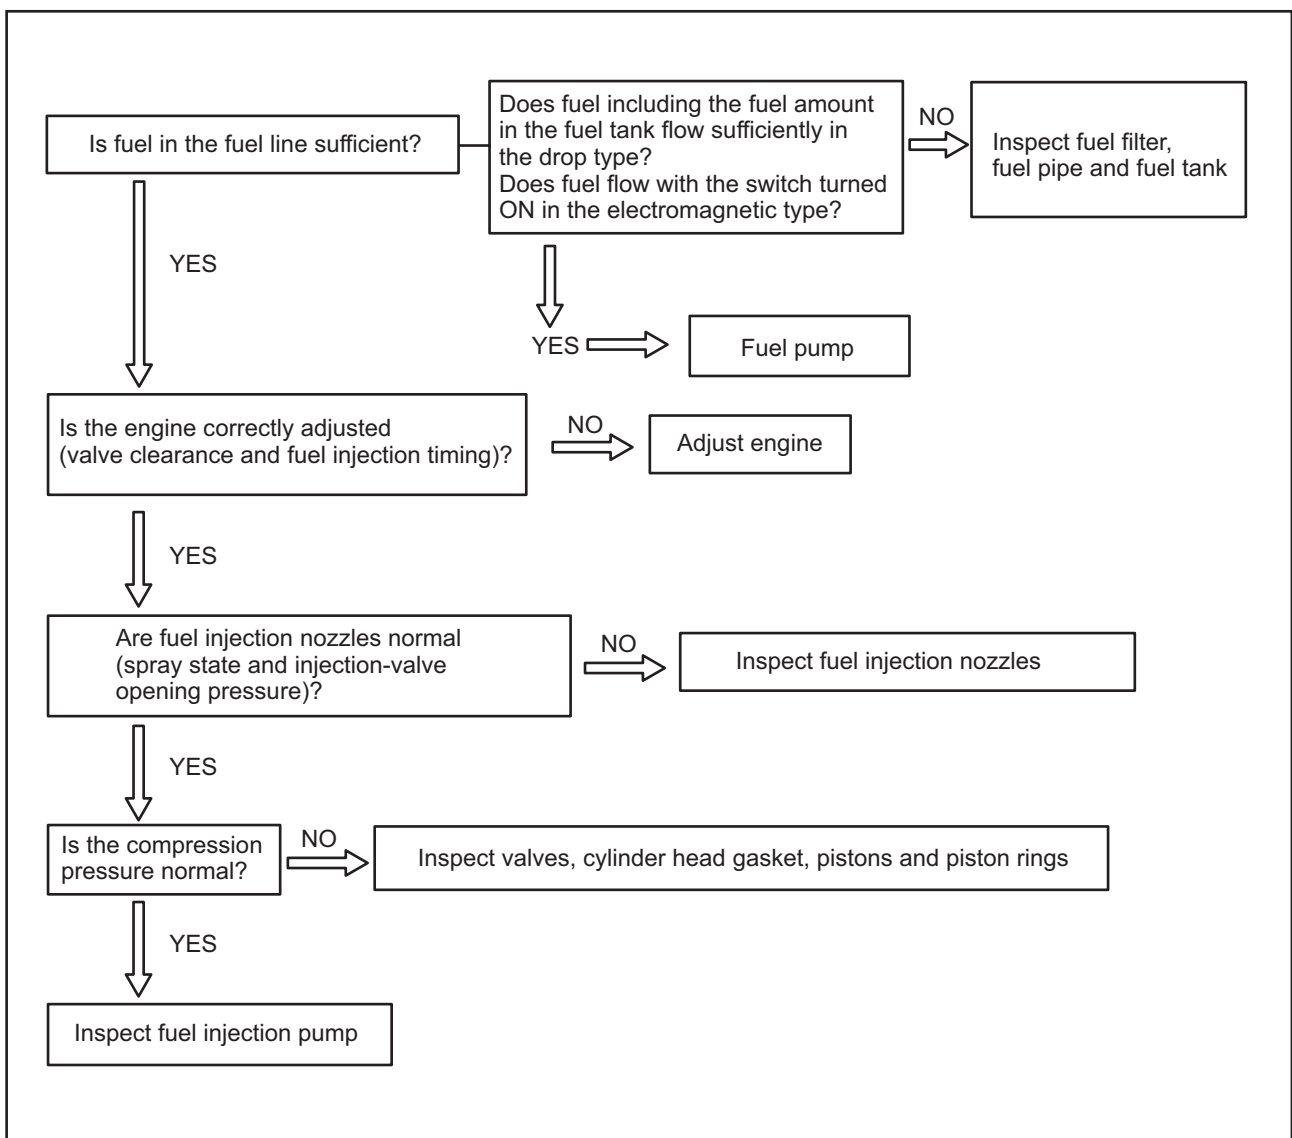 Is fuel in the fuel line sufficient?
Does fuel including the fuel amount
in the fuel tank flow sufficiently in
the drop type?
Does fuel flow with the switch turned
ON in the electromagnetic type?
NO
Inspect fuel filter,
fuel pipe and fuel tank
YES
YES
Fuel pump
Is the engine correctly adjusted
(valve clearance and fuel injection timing)?
NO
Adjust engine
YES
Are fuel injection nozzles normal
(spray state and injection-valve
opening pressure)?
NO
Inspect fuel injection nozzles
YES
Is the compression
pressure normal?
NO
Inspect valves, cylinder head gasket, pistons and piston rings
YES
Inspect fuel injection pump